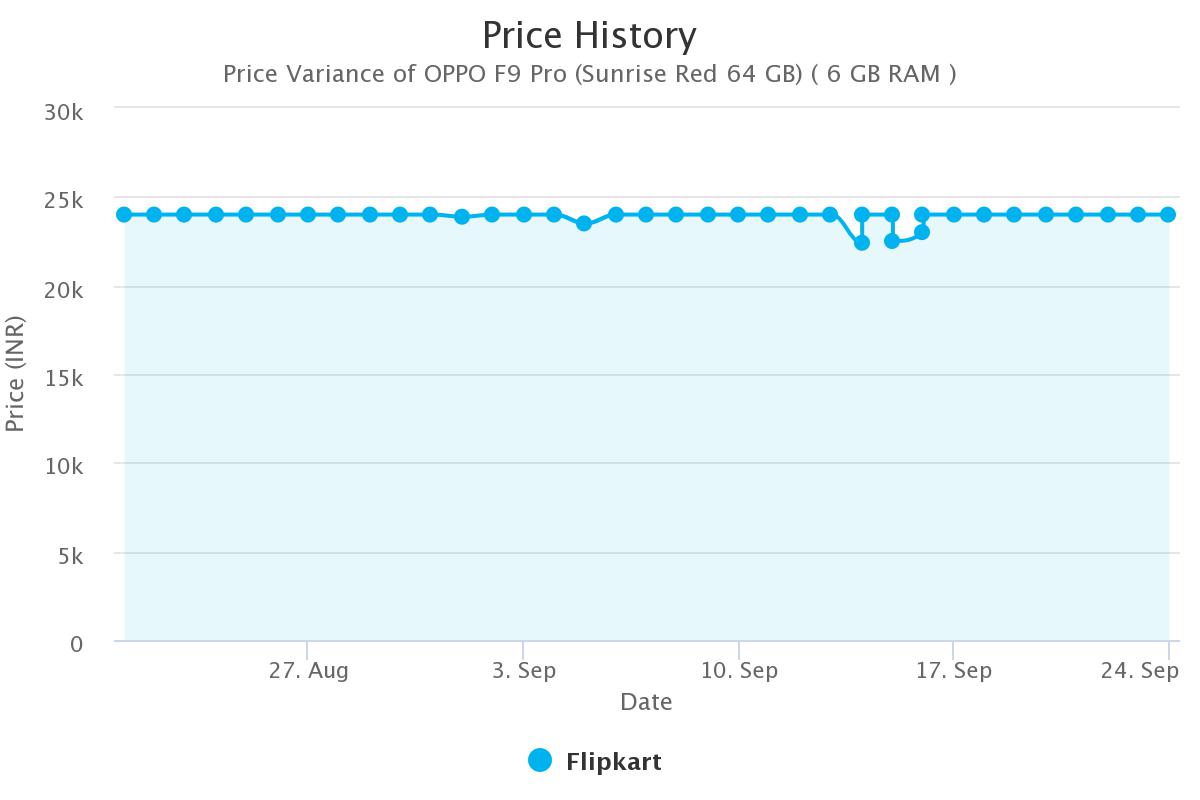 Price History
Price Variance of OPPO F9 Pro (Sunrise Red 64 GB) ( 6 GB RAM )
30k
25k
20k
15k
10k
5k
0
Price (INR)
27. Aug
3. Sep
10. Sep
17. Sep
24. Sep
Date
Flipkart